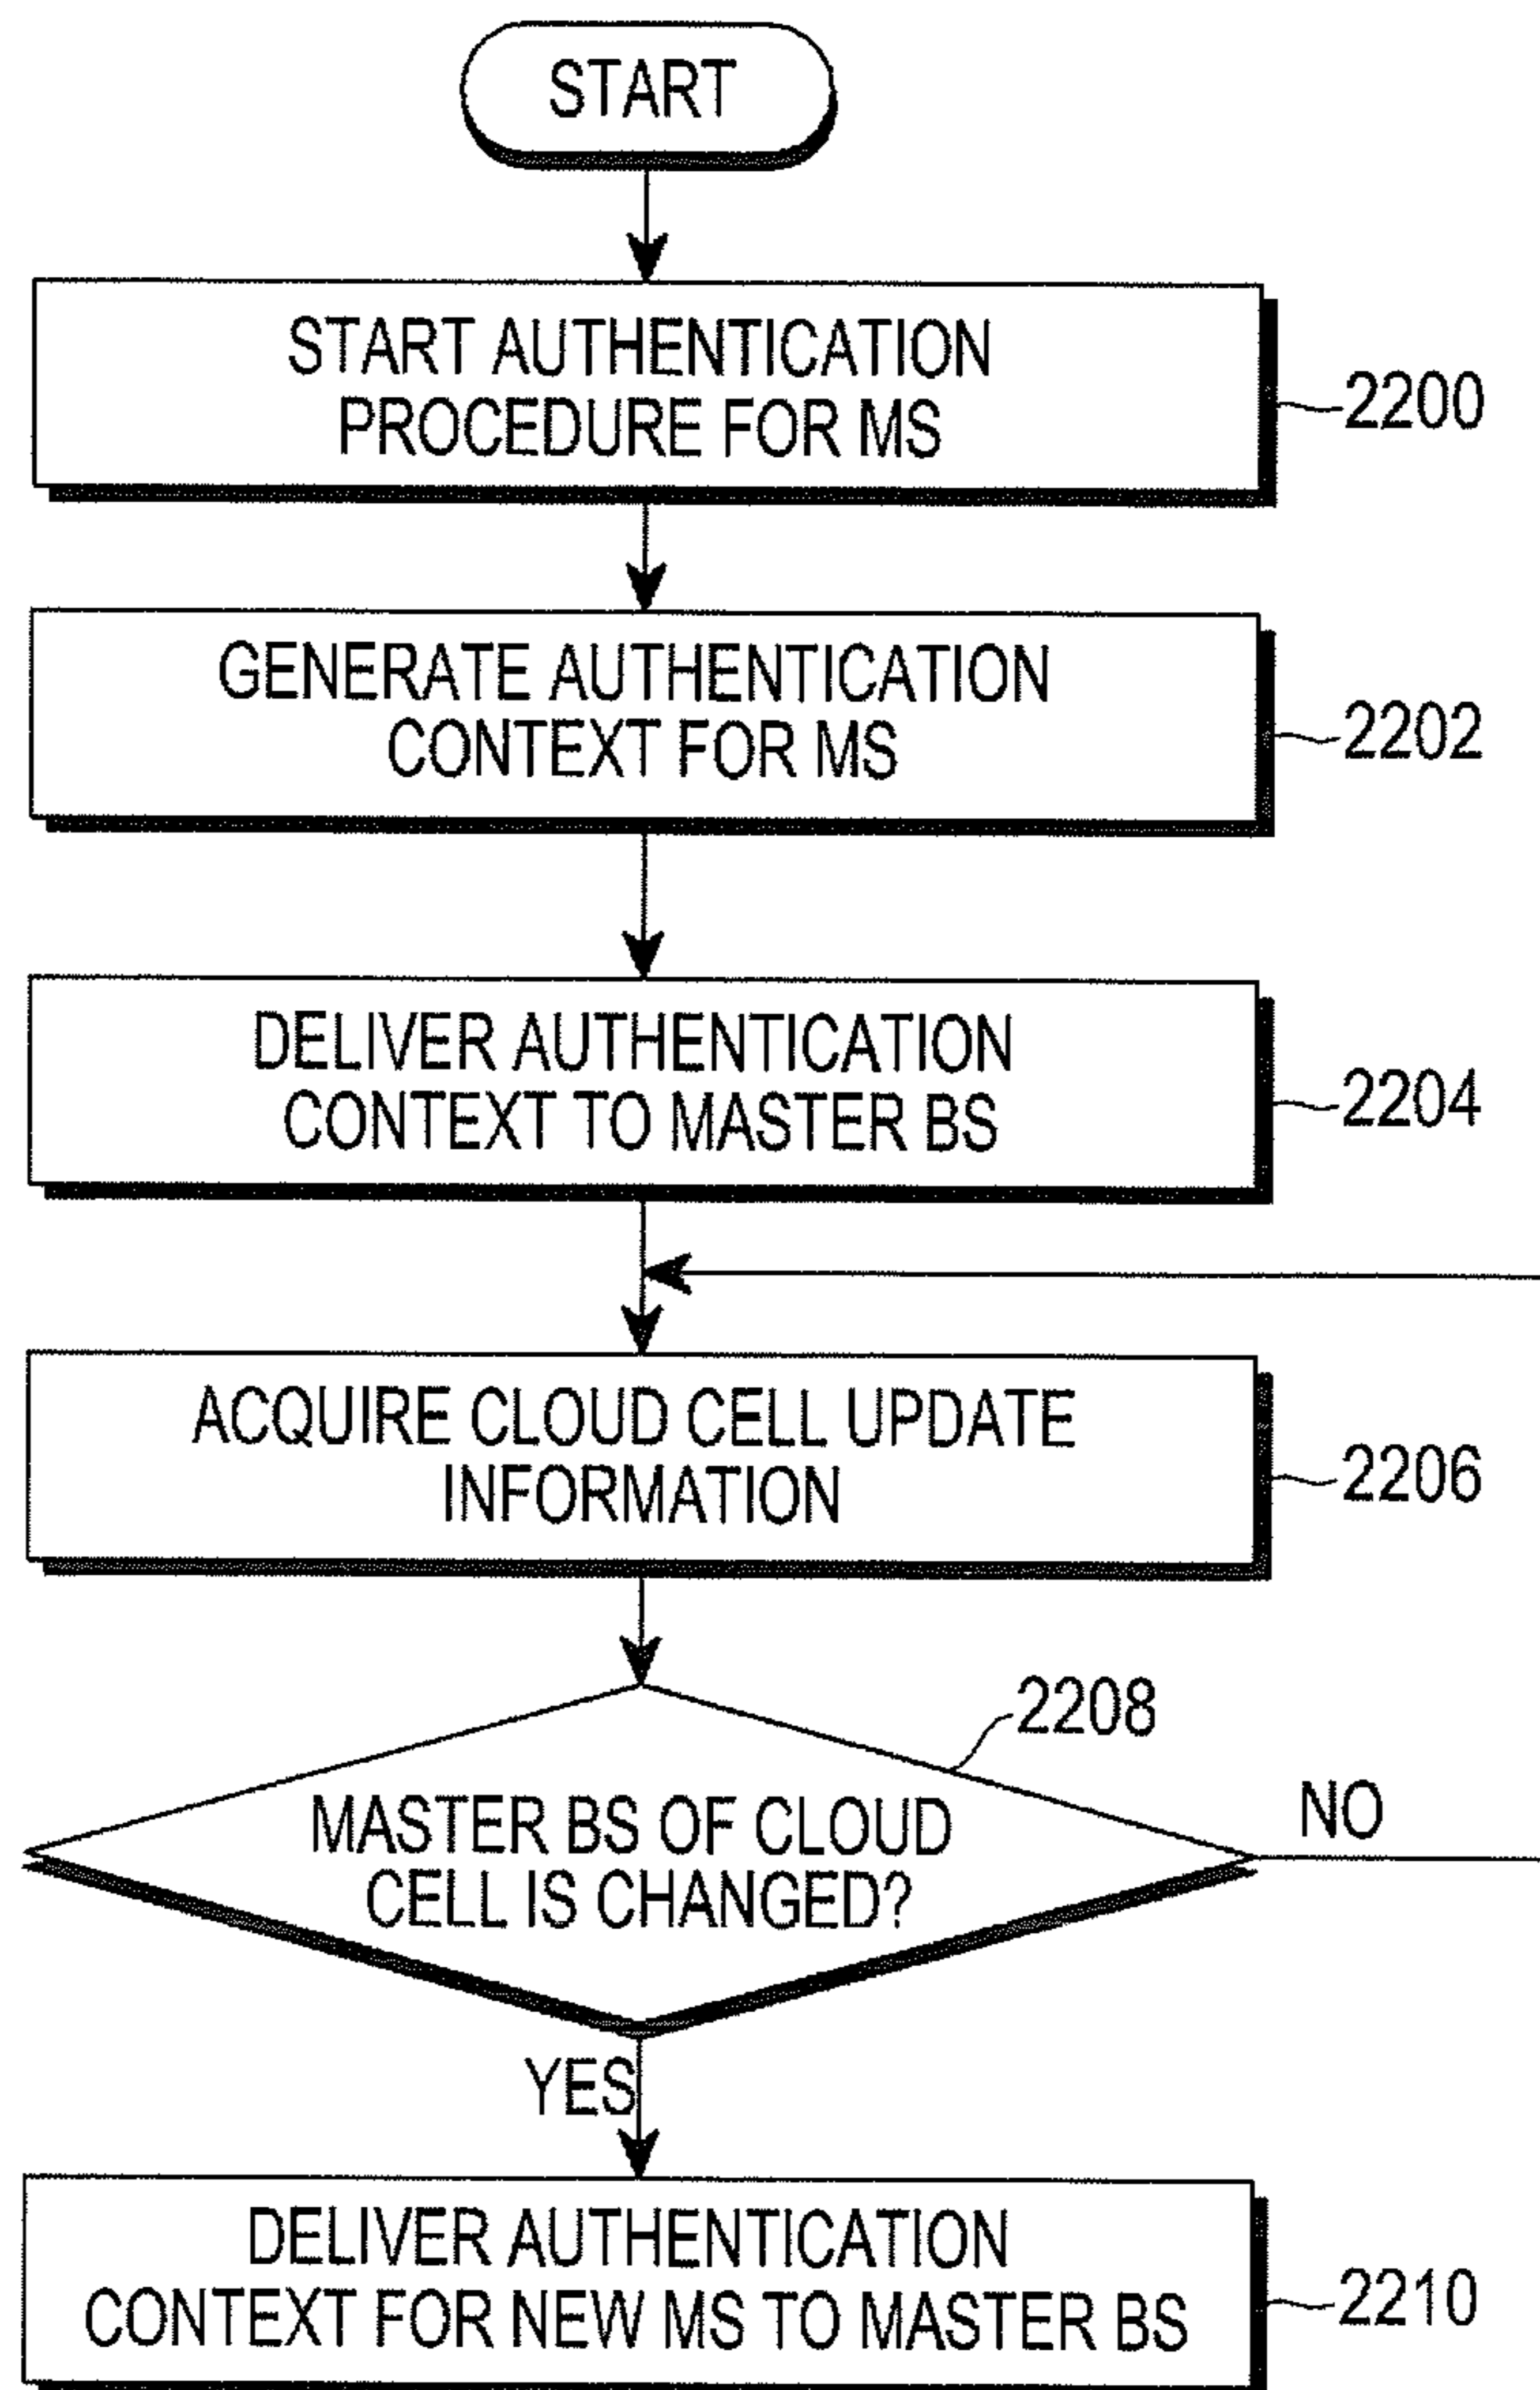 START
START AUTHENTICATION
PROCEDURE FOR MS
2200
GENERATE AUTHENTICATION
CONTEXT FOR MS
2202
DELIVER AUTHENTICATION
CONTEXT TO MASTER BS
2204
ACQUIRE CLOUD CELL UPDATE
INFORMATION
2206
2208
MASTER BS OF CLOUD
CELL IS CHANGED?
NO
YES
DELIVER AUTHENTICATION
CONTEXT FOR NEW MS TO MASTER BS
2210